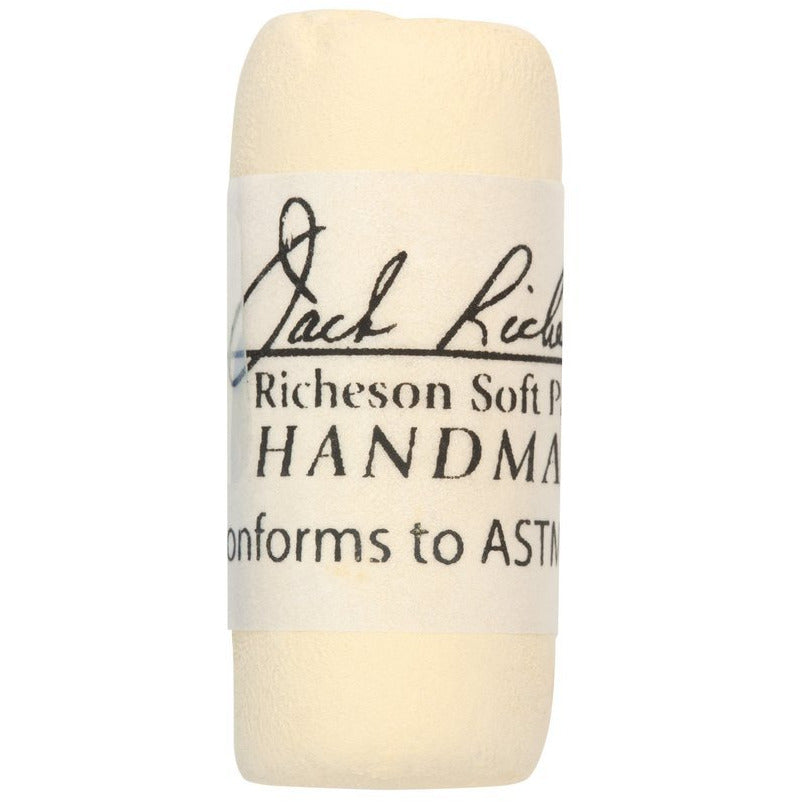 Jack Riche
Richeson Soft P
HANDMA
onforms to ASTM